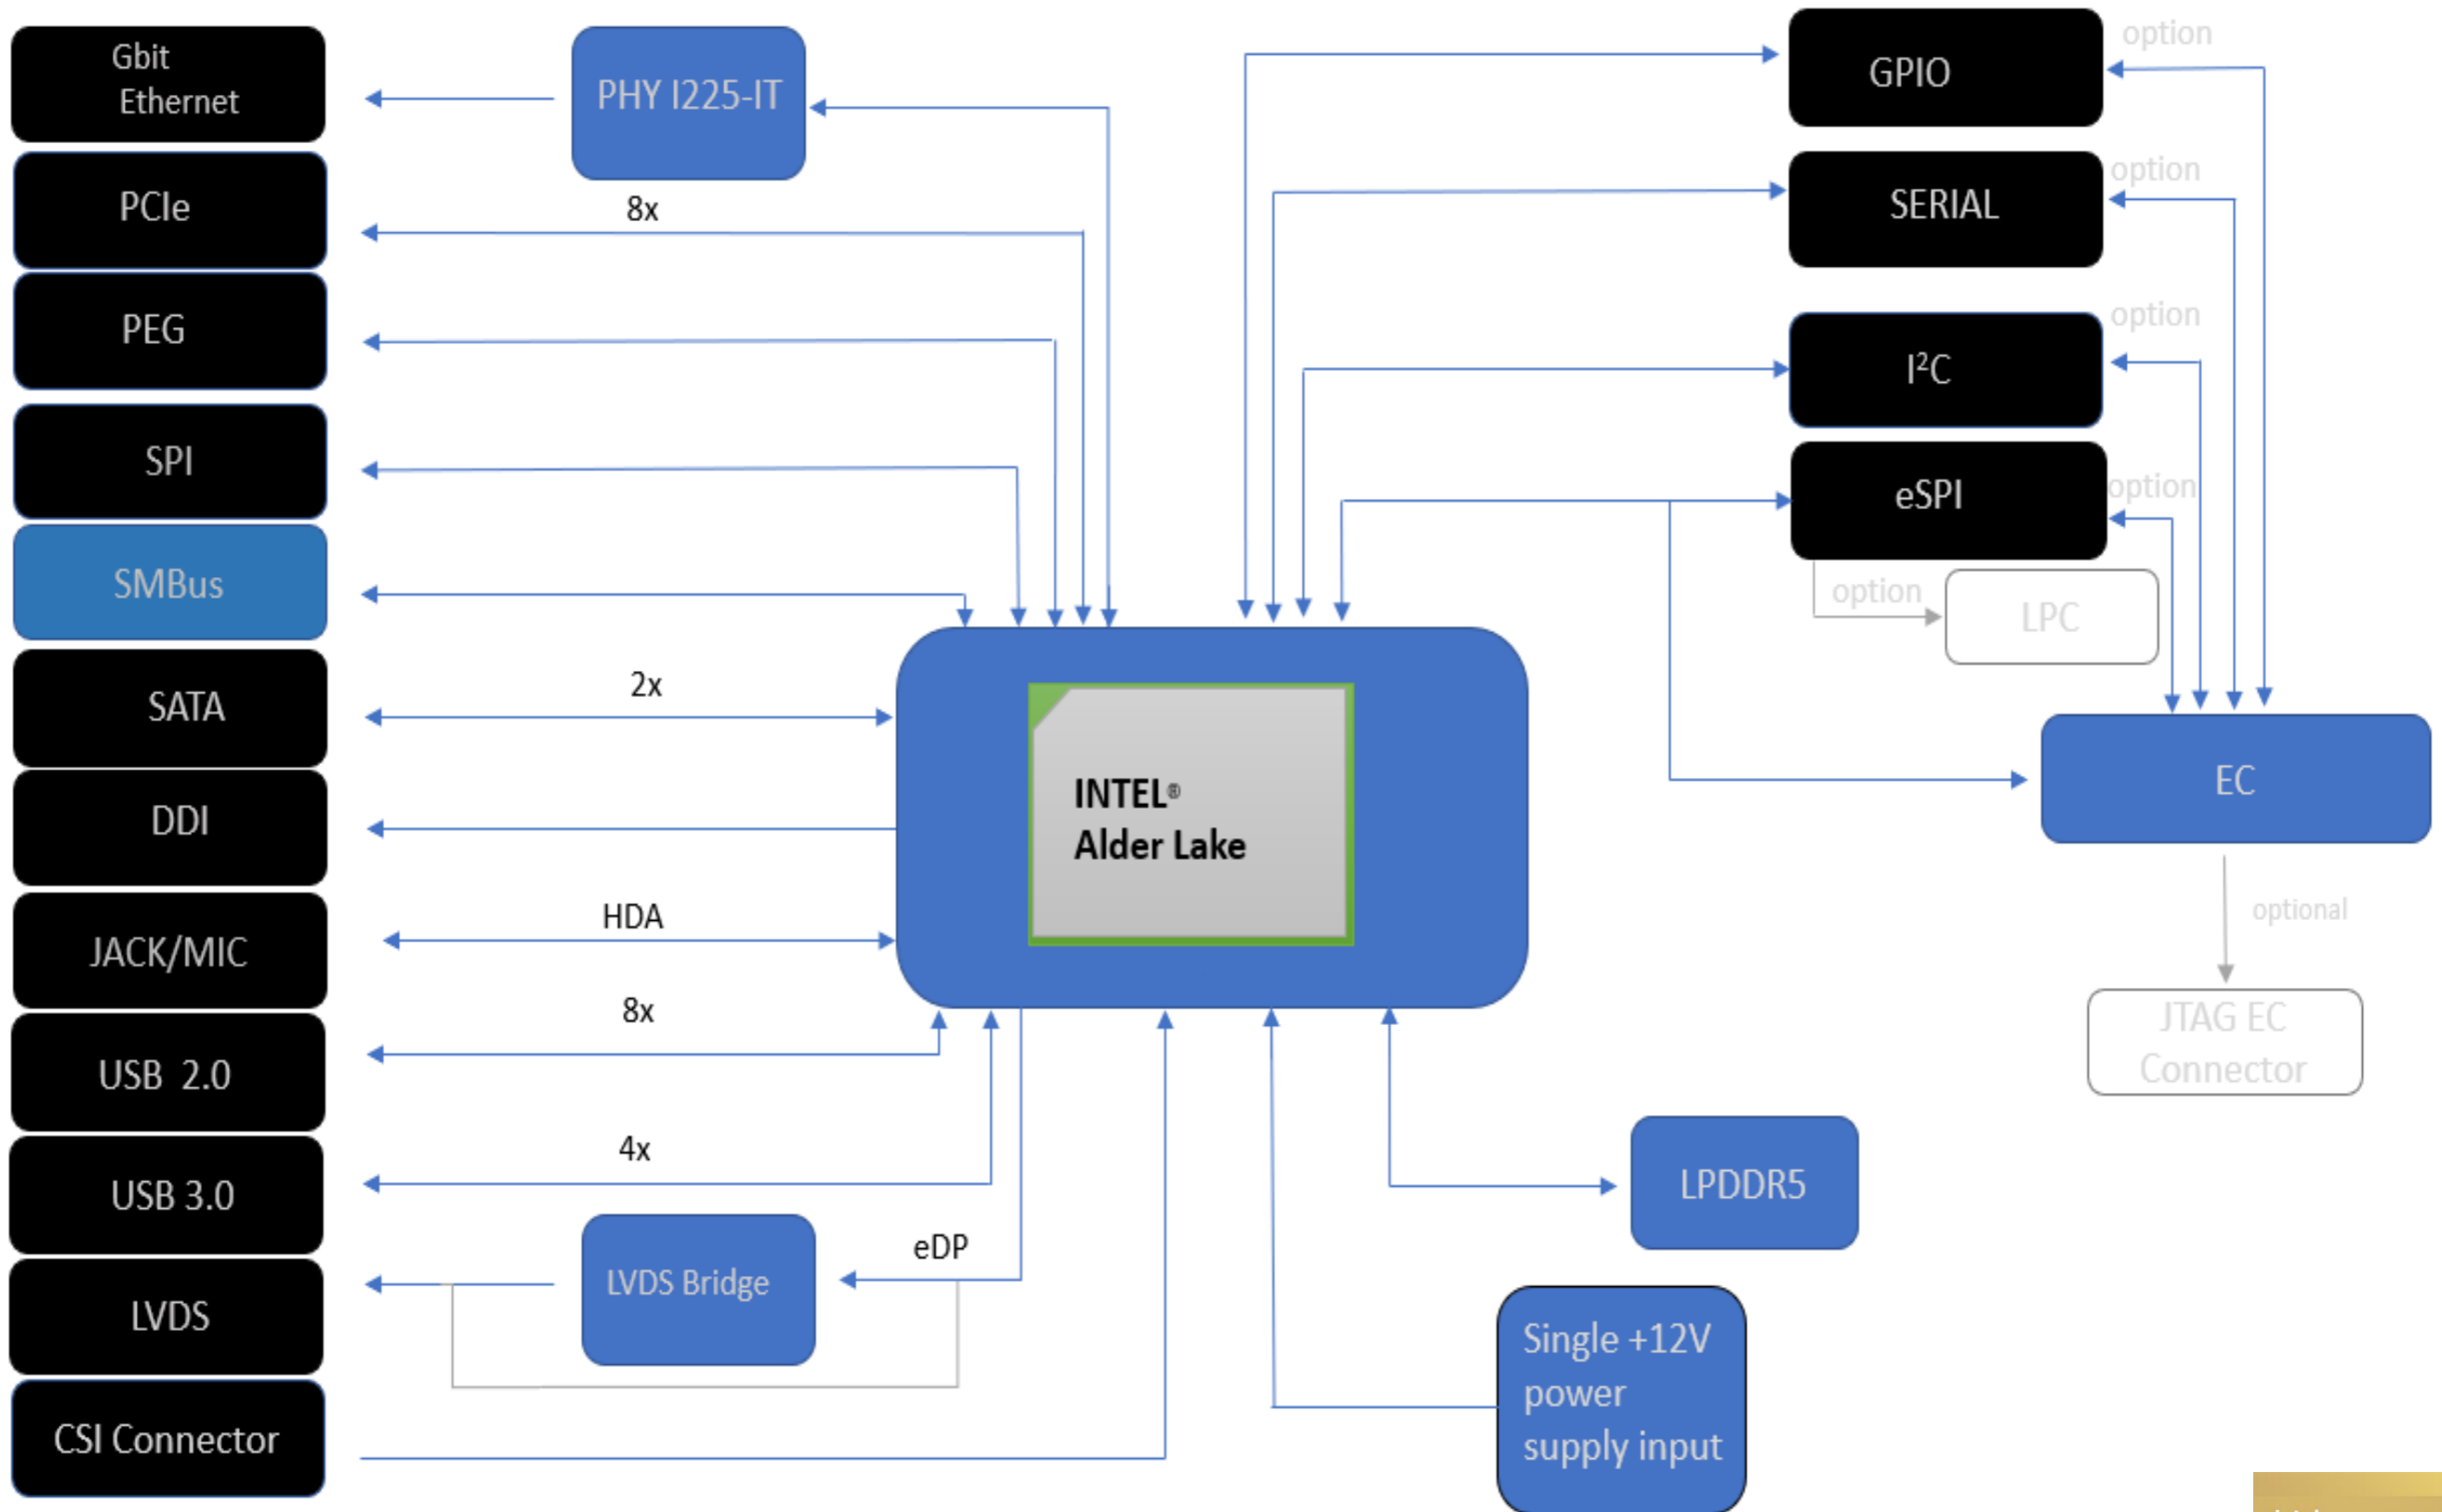 Gbit
Ethernet
PCIe
PEG
SPI
SMBus
SATA
DDI
JACK/MIC
USB 2.0
USB 3.0
LVDS
CSI Connector
PHY I225-IT
8x
2x
HDA
8x
4x
eDP
LVDS Bridge
INTEL®
Alder Lake
GPIO
option
SERIAL
option
I²C
option
eSPI
option
option
LPC
EC
optional
JTAG EC
Connector
LPDDR5
Single +12V
power
supply input